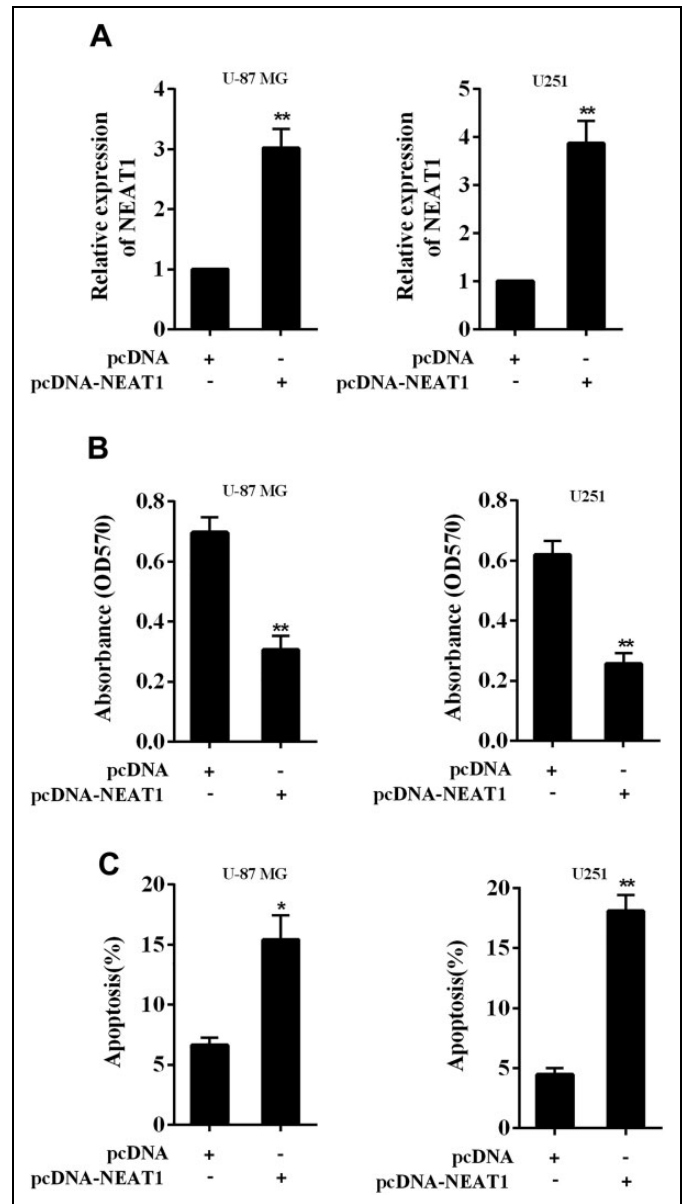 A
U-87 MG
Relative expression
of NEAT1
4
3
2
1
0
**
pcDNA + -
pcDNA-NEAT1 - +
U251
Relative expression
of NEAT1
5
4
3
2
1
0
**
pcDNA + -
pcDNA-NEAT1 - +
B
U-87 MG
Absorbance (OD570)
0.8
0.6
0.4
0.2
0.0
**
pcDNA + -
pcDNA-NEAT1 - +
U251
Absorbance (OD570)
0.8
0.6
0.4
0.2
0.0
**
pcDNA + -
pcDNA-NEAT1 - +
C
U-87 MG
Apoptosis(%)
20
15
10
5
0
*
pcDNA + -
pcDNA-NEAT1 - +
U251
Apoptosis(%)
20
15
10
5
0
**
pcDNA + -
pcDNA-NEAT1 - +